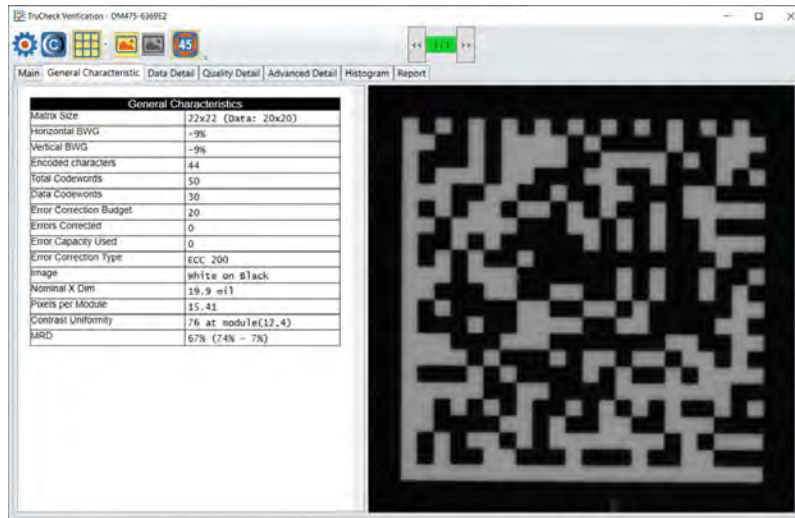 TruCheck Verification - DM475-6369E2
45
<< 1/1 >>
Main General Characteristic Data Detail Quality Detail Advanced Detail Histogram Report
General Characteristics
Matrix Size 22x22 (Data: 20x20)
Horizontal BWG -9%
Vertical BWG -9%
Encoded characters 44
Total Codewords 50
Data Codewords 30
Error Correction Budget 20
Errors Corrected 0
Error Capacity Used 0
Error Correction Type ECC 200
Image White on Black
Nominal X Dim 19.9 mil
Pixels per Module 15.41
Contrast Uniformity 76 at module(12,4)
MRD 67% (74% - 7%)